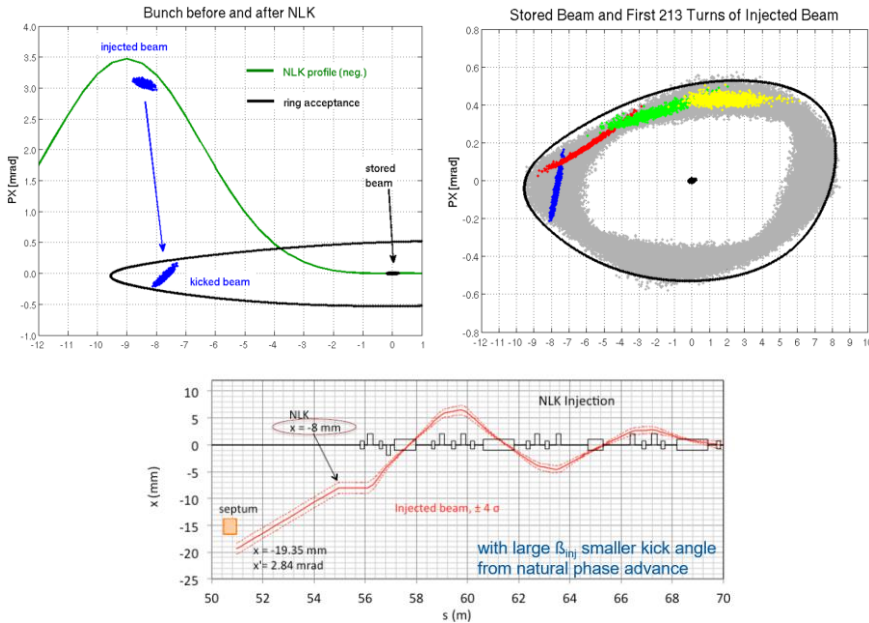 Bunch before and after NLK
PX [mrad]
4.0
3.5
3.0
2.5
2.0
1.5
1.0
0.5
0.0
-0.5
-1.0
injected beam
NLK profile (neg.)
ring acceptance
stored
beam
kicked beam
-12 -11 -10 -9 -8 -7 -6 -5 -4 -3 -2 -1 0 1
Stored Beam and First 213 Turns of Injected Beam
PX [mrad]
0.8
0.6
0.4
0.2
0
-0.2
-0.4
-0.6
-0.8
-12 -11 -10 -9 -8 -7 -6 -5 -4 -3 -2 -1 0 1 2 3 4 5 6 7 8 9 10
x (mm)
10
5
0
-5
-10
-15
-20
-25
NLK Injection
NLK
x = -8 mm
septum
Injected beam, ± 4 σ
x = -19.35 mm
x'= 2.84 mrad
with large ßinj smaller kick angle
from natural phase advance
50 52 54 56 58 60 62 64 66 68 70
s (m)